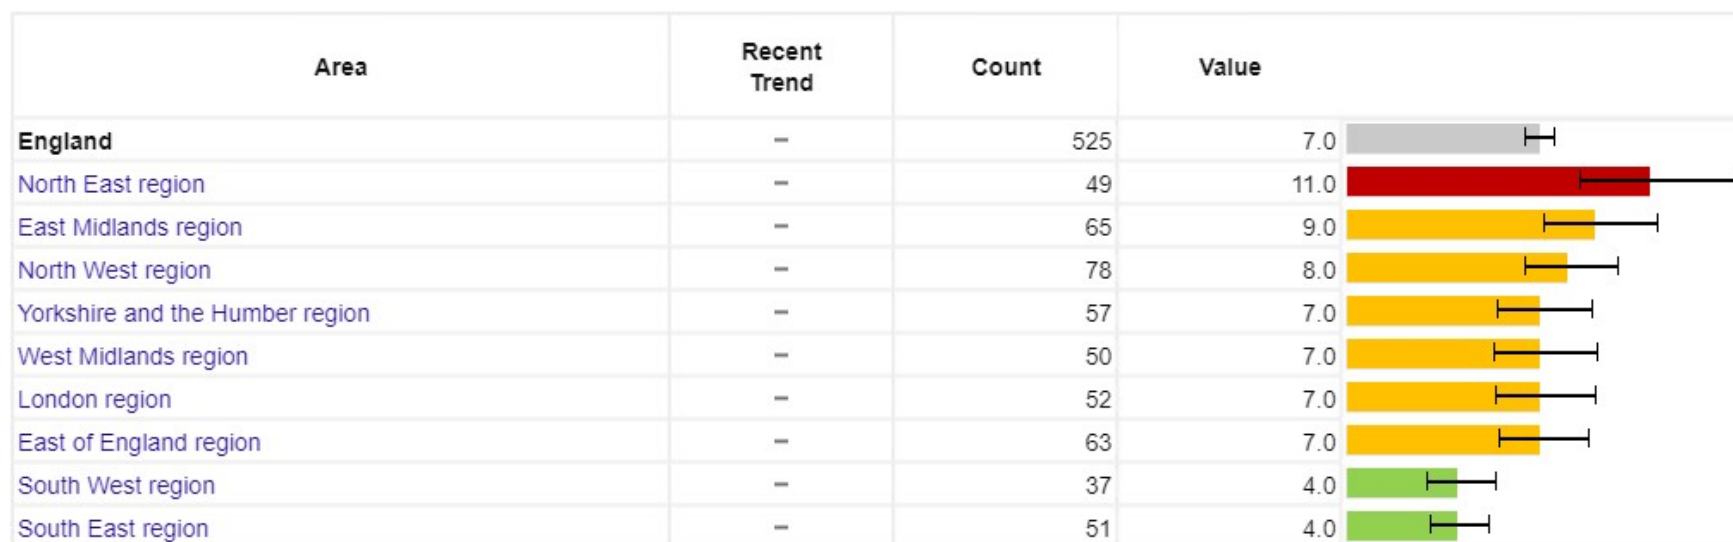 Area Recent Trend Count Value
England – 525 7.0
North East region – 49 11.0
East Midlands region – 65 9.0
North West region – 78 8.0
Yorkshire and the Humber region – 57 7.0
West Midlands region – 50 7.0
London region – 52 7.0
East of England region – 63 7.0
South West region – 37 4.0
South East region – 51 4.0